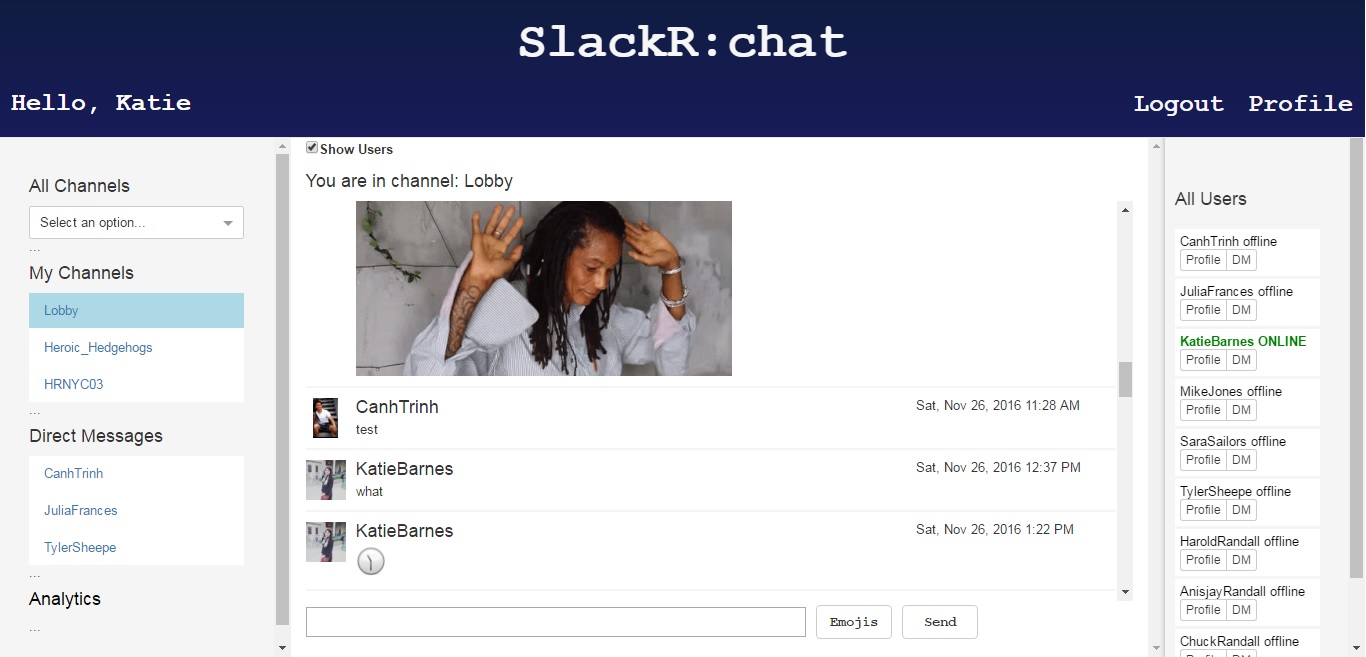 SlackR:chat
Hello, Katie
Logout Profile
All Channels
Select an option...
...
My Channels
Lobby
Heroic_Hedgehogs
HRNYC03
...
Direct Messages
CanhTrinh
JuliaFrances
TylerSheepe
...
Analytics
...
Show Users
You are in channel: Lobby
CanhTrinh Sat, Nov 26, 2016 11:28 AM
test
KatieBarnes Sat, Nov 26, 2016 12:37 PM
what
KatieBarnes Sat, Nov 26, 2016 1:22 PM
Emojis Send
All Users
CanhTrinh offline
Profile DM
JuliaFrances offline
Profile DM
KatieBarnes ONLINE
Profile DM
MikeJones offline
Profile DM
SaraSailors offline
Profile DM
TylerSheepe offline
Profile DM
HaroldRandall offline
Profile DM
AnisjayRandall offline
Profile DM
ChuckRandall offline